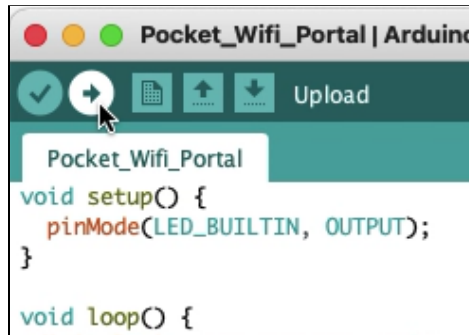 Pocket_Wifi_Portal | Arduino
Upload
Pocket_Wifi_Portal
void setup() {
  pinMode(LED_BUILTIN, OUTPUT);
}
void loop() {